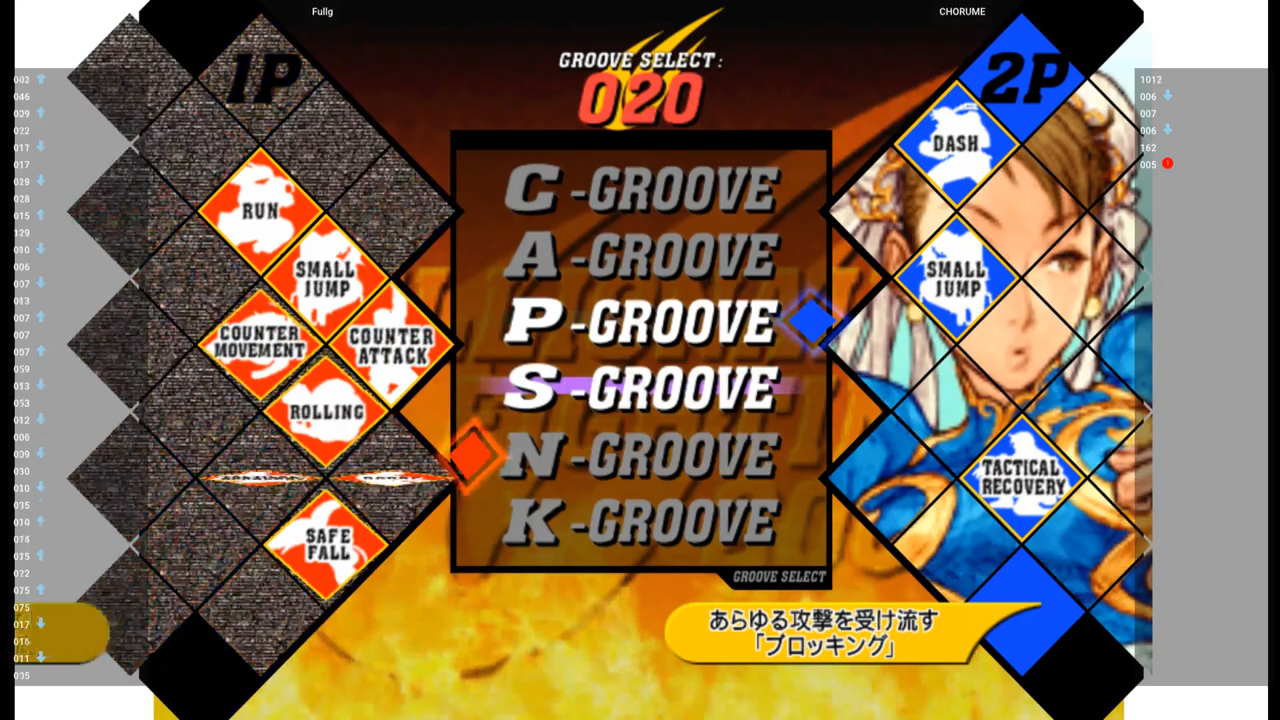 Fullg
CHORUME
1P
2P
GROOVE SELECT:
020
RUN
SMALL
JUMP
COUNTER
MOVEMENT
COUNTER
ATTACK
ROLLING
SAFE
FALL
C -GROOVE
A -GROOVE
P -GROOVE
S -GROOVE
N -GROOVE
K -GROOVE
GROOVE SELECT
DASH
SMALL
JUMP
TACTICAL
RECOVERY
あらゆる攻撃を受け流す
「ブロッキング」
002
046
009
022
011
017
029
028
015
129
010
006
007
013
007
007
007
059
013
053
012
006
009
030
010
035
019
076
035
022
075
075
017
016
011
1012
006
007
006
162
005